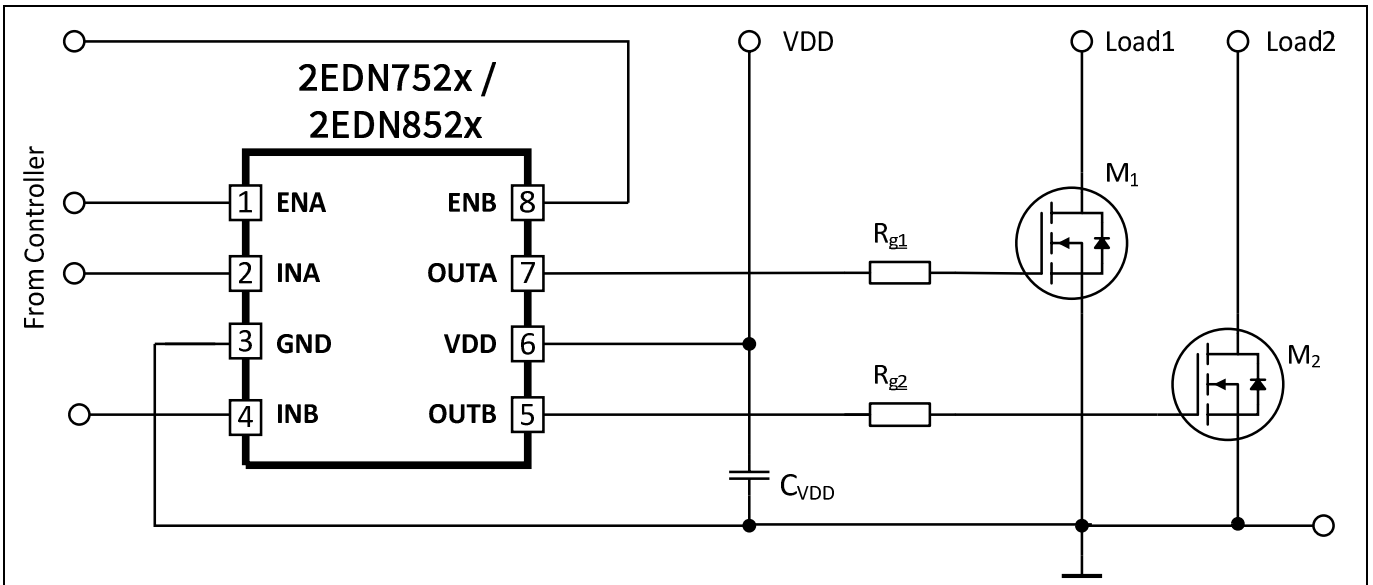 VDD
Load1
Load2
2EDN752x /
2EDN852x
From Controller
M1
1 ENA
ENB 8
Rg1
2 INA
OUTA 7
3 GND
VDD 6
M2
Rg2
4 INB
OUTB 5
CVDD